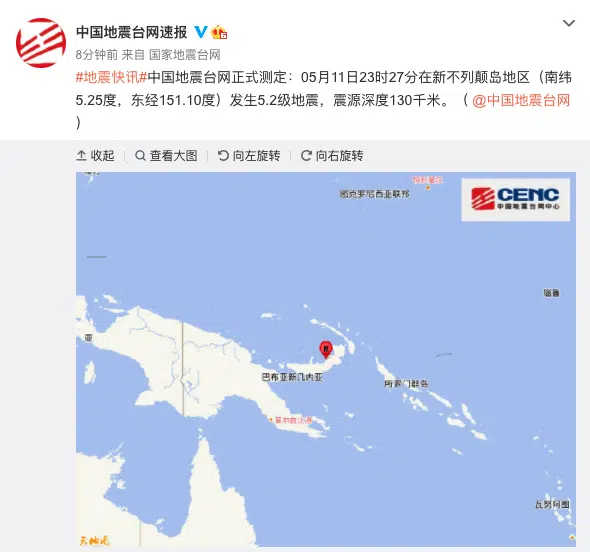 中国地震台网速报
8分钟前 来自 国家地震台网
#地震快讯#中国地震台网正式测定：05月11日23时27分在新不列颠岛地区（南纬
5.25度，东经151.10度）发生5.2级地震，震源深度130千米。（ @中国地震台网
）
收起 查看大图 向左旋转 向右旋转
密克罗尼西亚联邦
CENC
中国地震台网中心
瑙鲁
亚
巴布亚新几内亚
所罗门群岛
莫尔兹比港
瓦努阿图
天地图